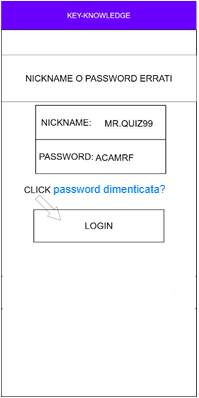 KEY-KNOWLEDGE
NICKNAME O PASSWORD ERRATI
NICKNAME: MR.QUIZ99
PASSWORD: ACAMRF
CLICK password dimenticata?
LOGIN